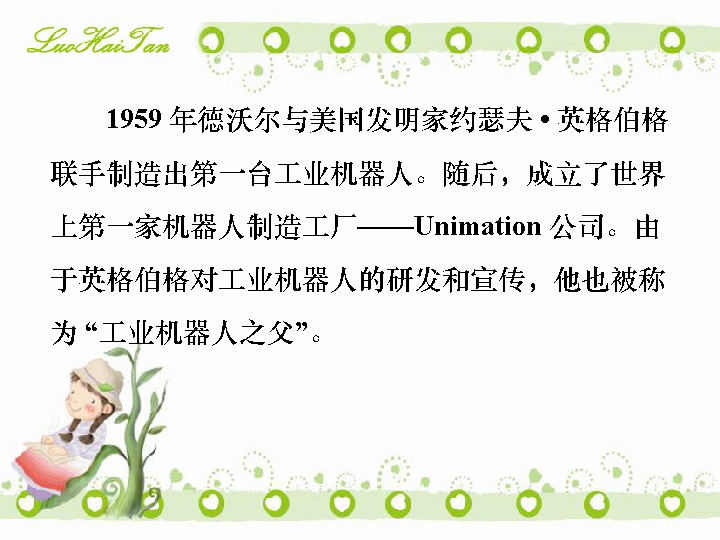 LuoHaiTan
1959 年德沃尔与美国发明家约瑟夫 • 英格伯格
联手制造出第一台工业机器人。随后，成立了世界
上第一家机器人制造工厂——Unimation 公司。由
于英格伯格对工业机器人的研发和宣传，他也被称
为 “工业机器人之父”。